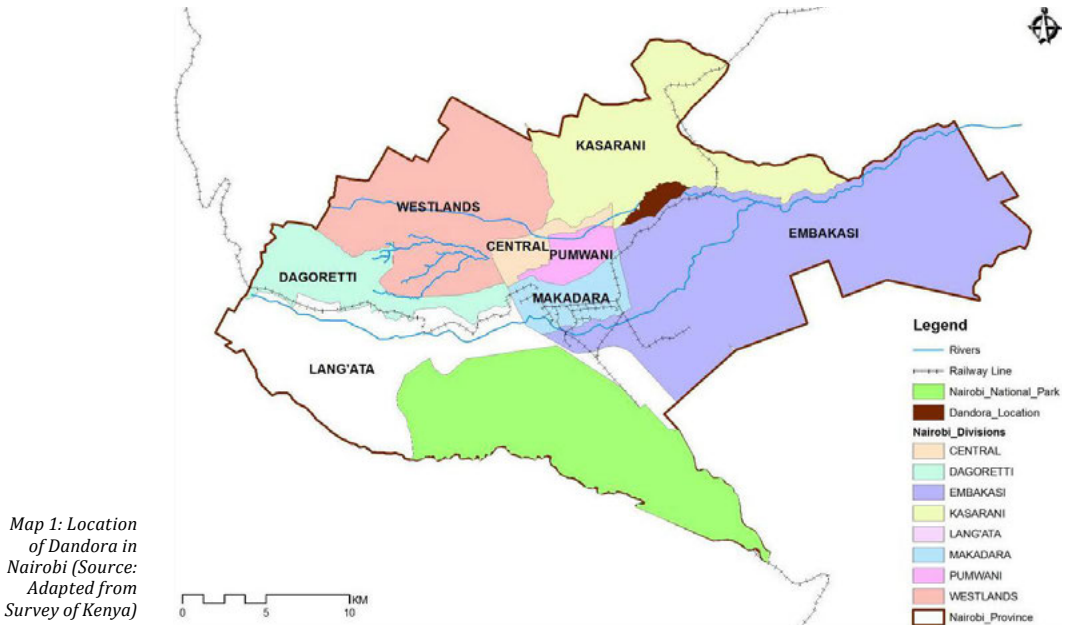 KASARANI
WESTLANDS
EMBAKASI
CENTRAL
PUMWANI
DAGORETTI
MAKADARA
LANG'ATA
Legend
Rivers
Railway Line
Nairobi_National_Park
Dandora_Location
Nairobi_Divisions
CENTRAL
DAGORETTI
EMBAKASI
KASARANI
LANG'ATA
MAKADARA
PUMWANI
WESTLANDS
Nairobi_Province
Map 1: Location
of Dandora in
Nairobi (Source:
Adapted from
Survey of Kenya)
KM
0 5 10